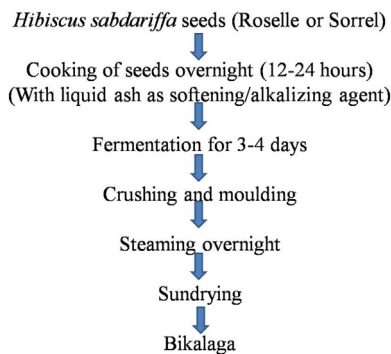 Hibiscus sabdariffa seeds (Roselle or Sorrel)
Cooking of seeds overnight (12-24 hours)
(With liquid ash as softening/alkalizing agent)
Fermentation for 3-4 days
Crushing and moulding
Steaming overnight
Sundrying
Bikalaga